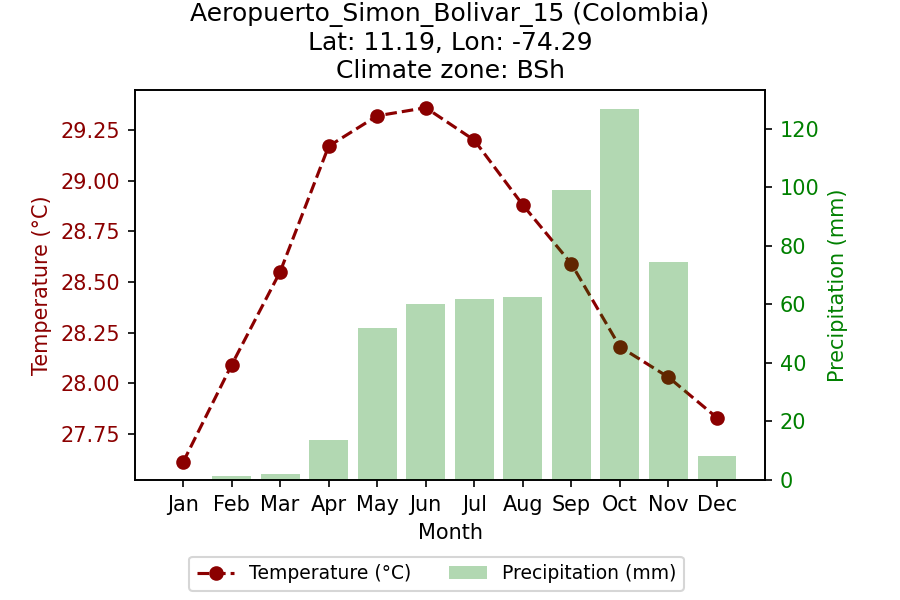 Aeropuerto_Simon_Bolivar_15 (Colombia)
Lat: 11.19, Lon: -74.29
Climate zone: BSh
29.25
29.00
28.75
28.50
28.25
28.00
27.75
Temperature (°C)
120
100
80
60
40
20
0
Precipitation (mm)
Jan Feb Mar Apr May Jun Jul Aug Sep Oct Nov Dec
Month
Temperature (°C) Precipitation (mm)